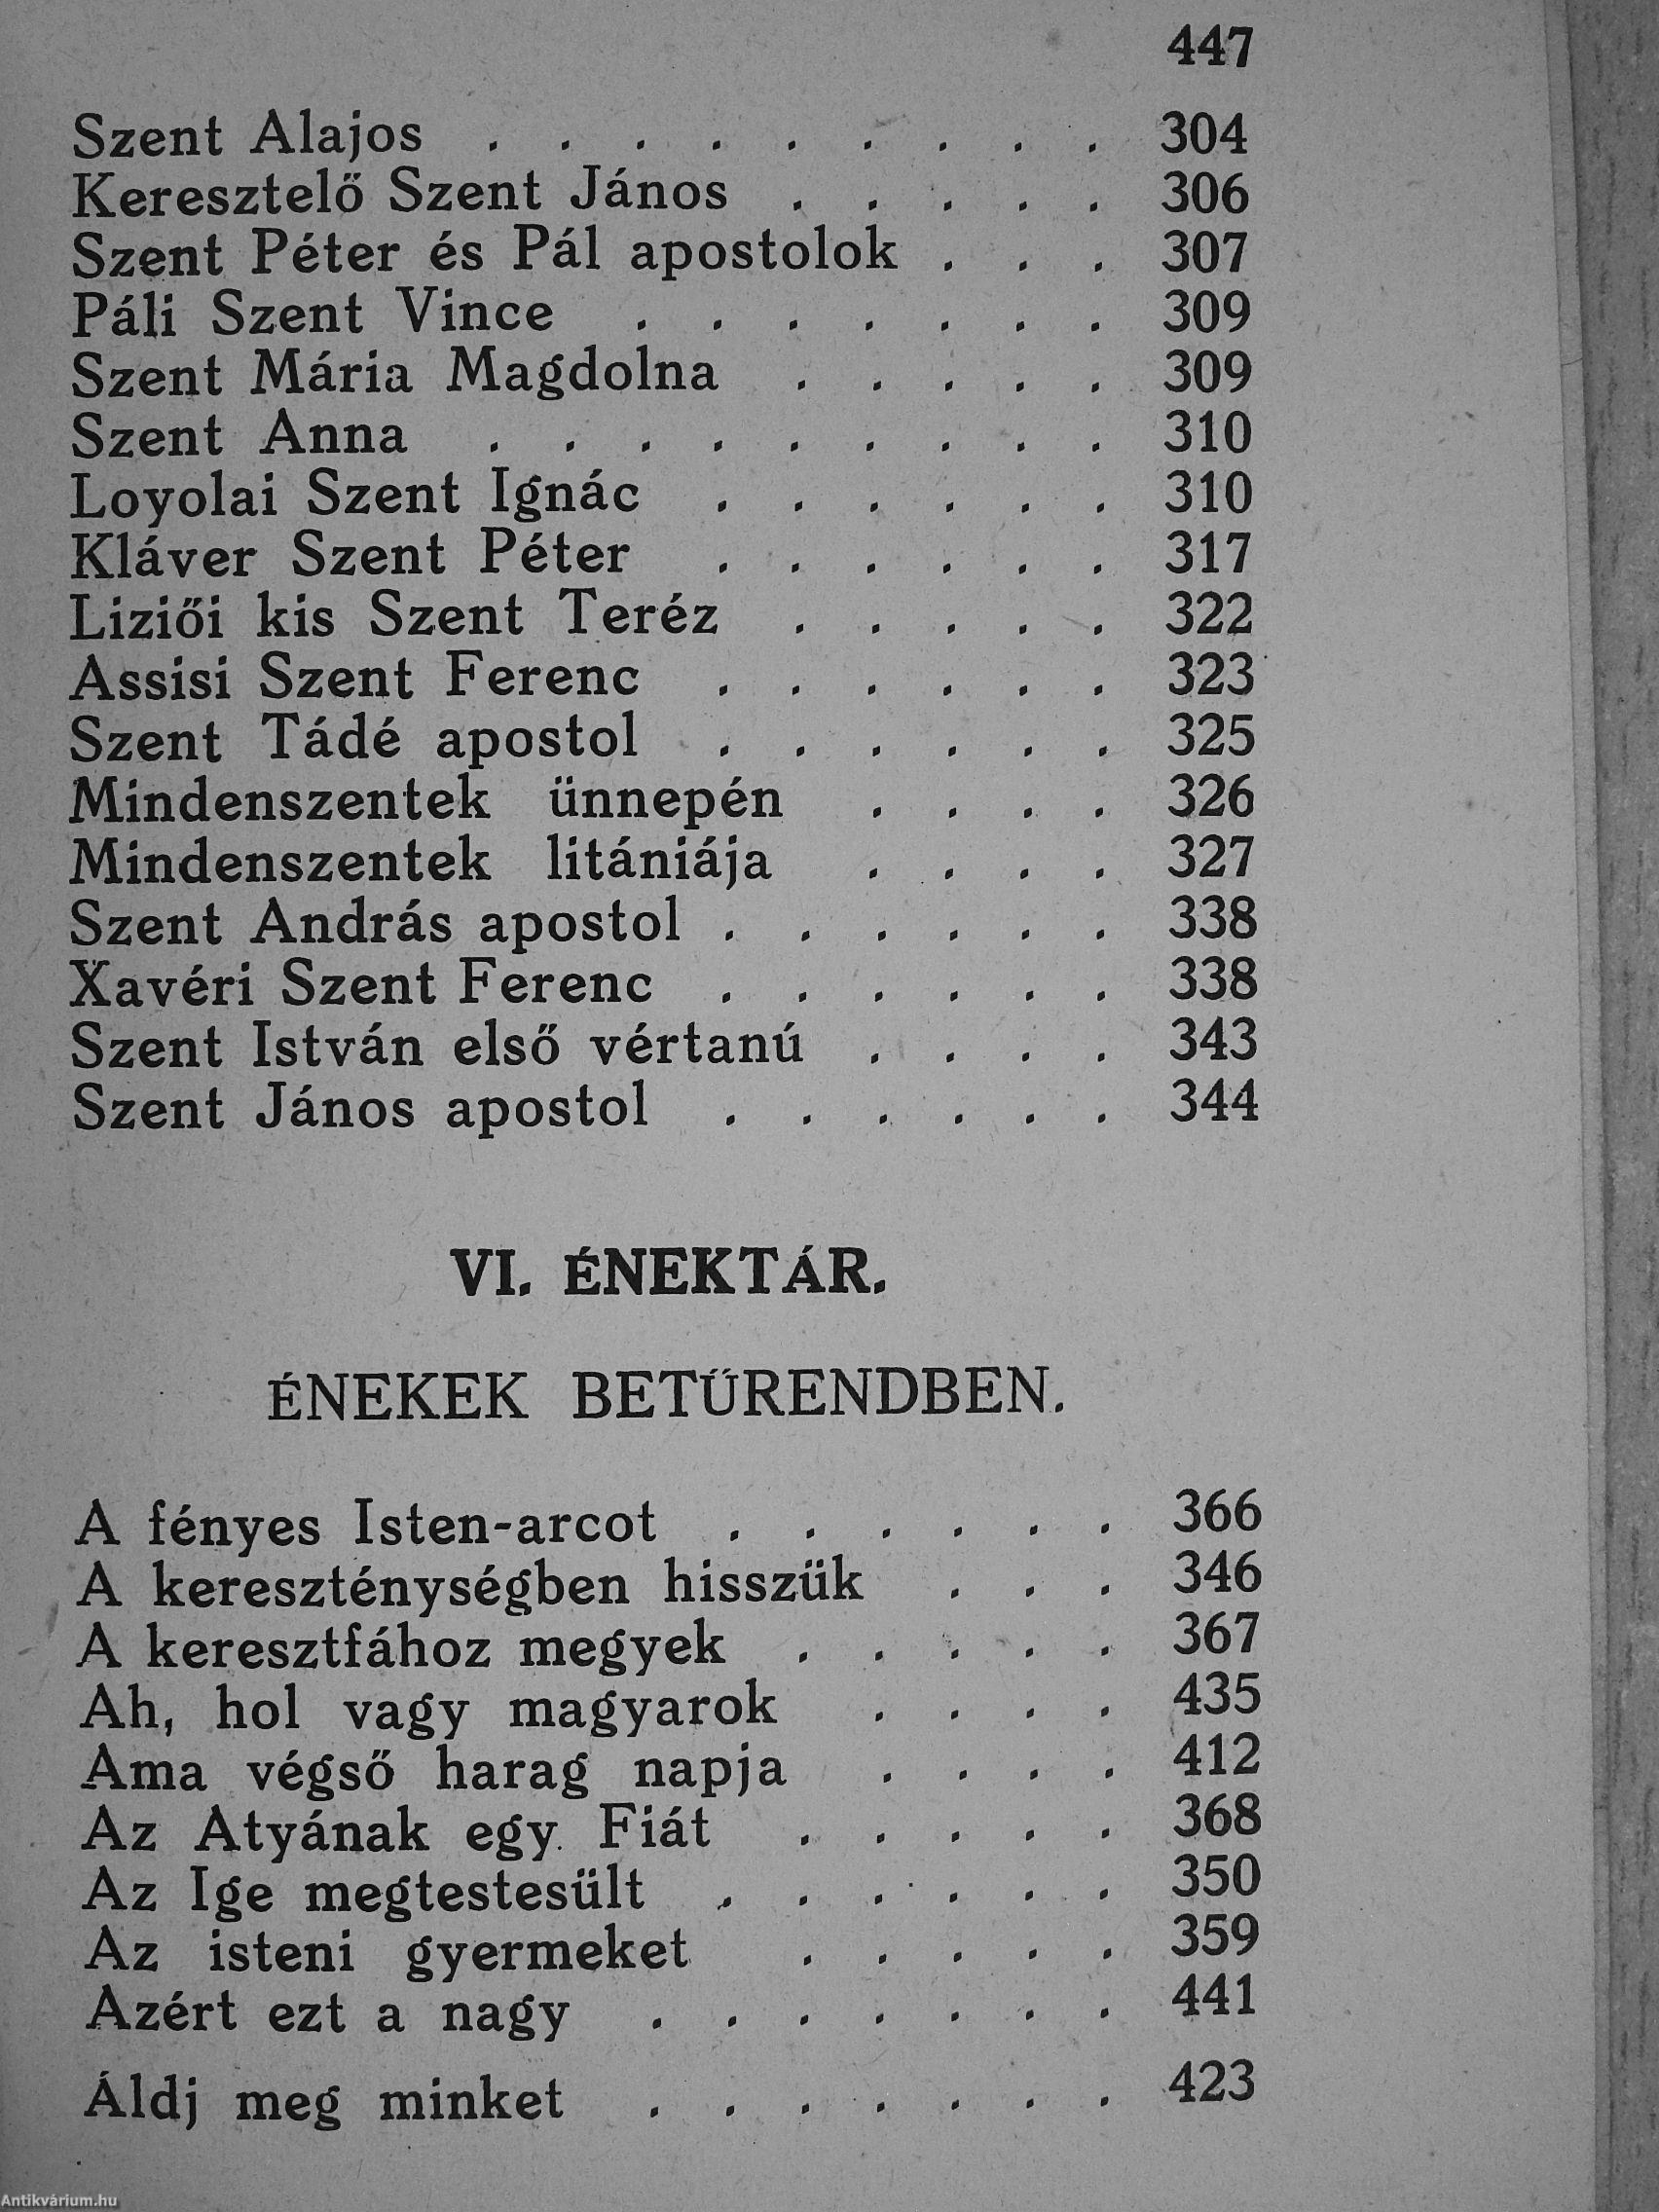 447
Szent Alajos . . . . . . . . . 304
Keresztelő Szent János . . . . . 306
Szent Péter és Pál apostolok . . . 307
Páli Szent Vince . . . . . . . 309
Szent Mária Magdolna . . . . . 309
Szent Anna . . . . . . . . . 310
Loyolai Szent Ignác . . . . . . 310
Kláver Szent Péter . . . . . . 317
Liziői kis Szent Teréz . . . . . 322
Assisi Szent Ferenc . . . . . . 323
Szent Tádé apostol . . . . . . 325
Mindenszentek ünnepén . . . . 326
Mindenszentek litániája . . . . 327
Szent András apostol . . . . . . 338
Xavéri Szent Ferenc . . . . . . 338
Szent István első vértanú . . . . 343
Szent János apostol . . . . . . 344
VI. ÉNEKTÁR.
ÉNEKEK BETŰRENDBEN.
A fényes Isten-arcot . . . . . . 366
A kereszténységben hisszük . . . 346
A keresztfához megyek . . . . . 367
Ah, hol vagy magyarok . . . . 435
Ama végső harag napja . . . . 412
Az Atyának egy Fiát . . . . . 368
Az Ige megtestesült . . . . . . 350
Az isteni gyermeket . . . . . 359
Azért ezt a nagy . . . . . . . 441
Áldj meg minket . . . . . . . 423
Antikvárium.hu